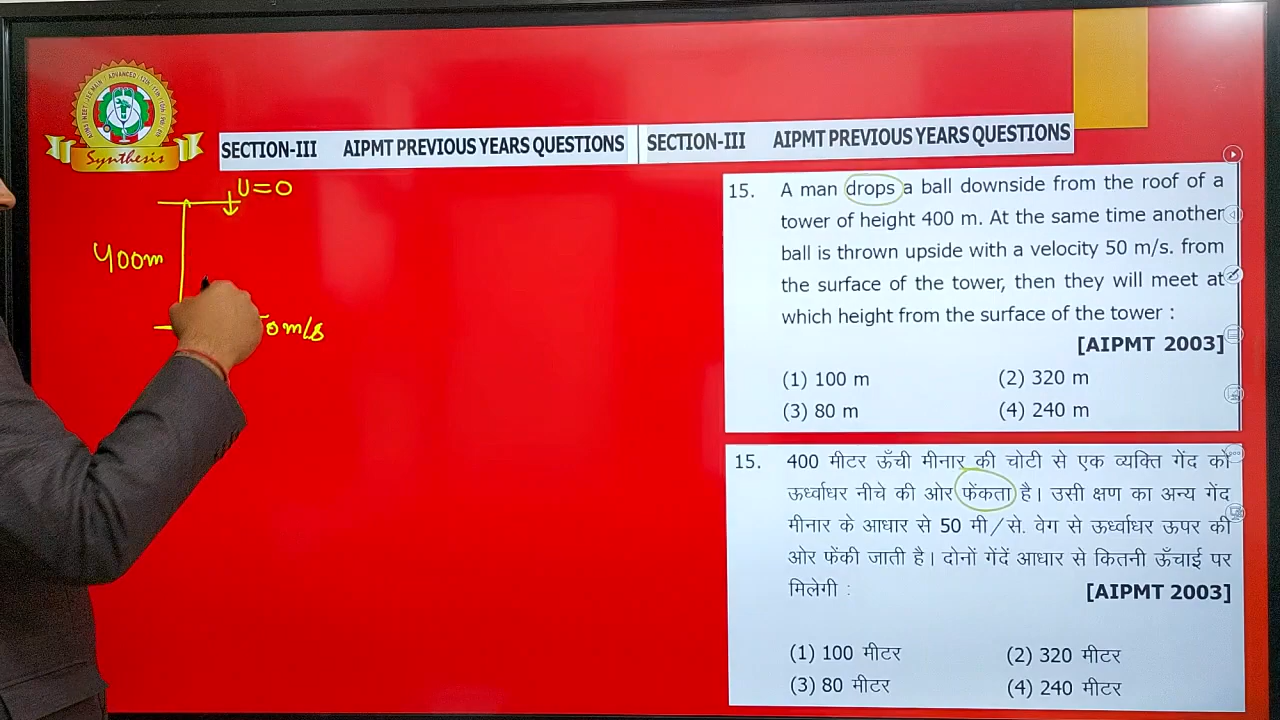 Synthesis
SECTION-III AIPMT PREVIOUS YEARS QUESTIONS
SECTION-III AIPMT PREVIOUS YEARS QUESTIONS
U=0
400m
0m/s
15. A man drops a ball downside from the roof of a
tower of height 400 m. At the same time another
ball is thrown upside with a velocity 50 m/s. from
the surface of the tower, then they will meet at
which height from the surface of the tower :
[AIPMT 2003]
(1) 100 m (2) 320 m
(3) 80 m (4) 240 m
15. 400 मीटर ऊँची मीनार की चोटी से एक व्यक्ति गेंद को
ऊर्ध्वाधर नीचे की ओर फेंकता है। उसी क्षण का अन्य गेंद
मीनार के आधार से 50 मी/से. वेग से ऊर्ध्वाधर ऊपर की
ओर फेंकी जाती है। दोनों गेंदें आधार से कितनी ऊँचाई पर
मिलेगी :
[AIPMT 2003]
(1) 100 मीटर (2) 320 मीटर
(3) 80 मीटर (4) 240 मीटर